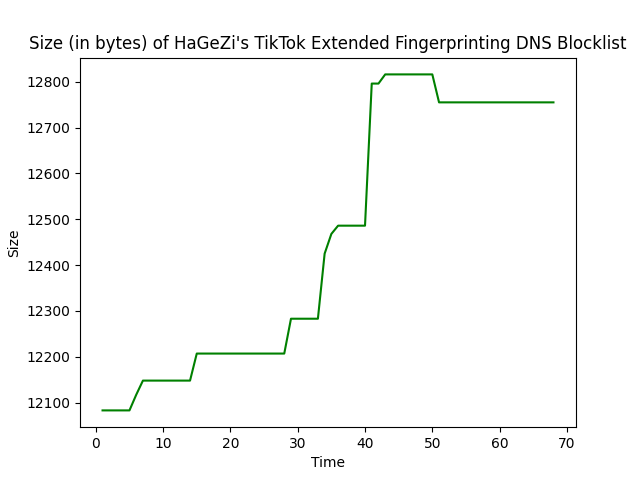 Size (in bytes) of HaGeZi's TikTok Extended Fingerprinting DNS Blocklist
12800
12700
12600
12500
12400
12300
12200
12100
Size
0 10 20 30 40 50 60 70
Time